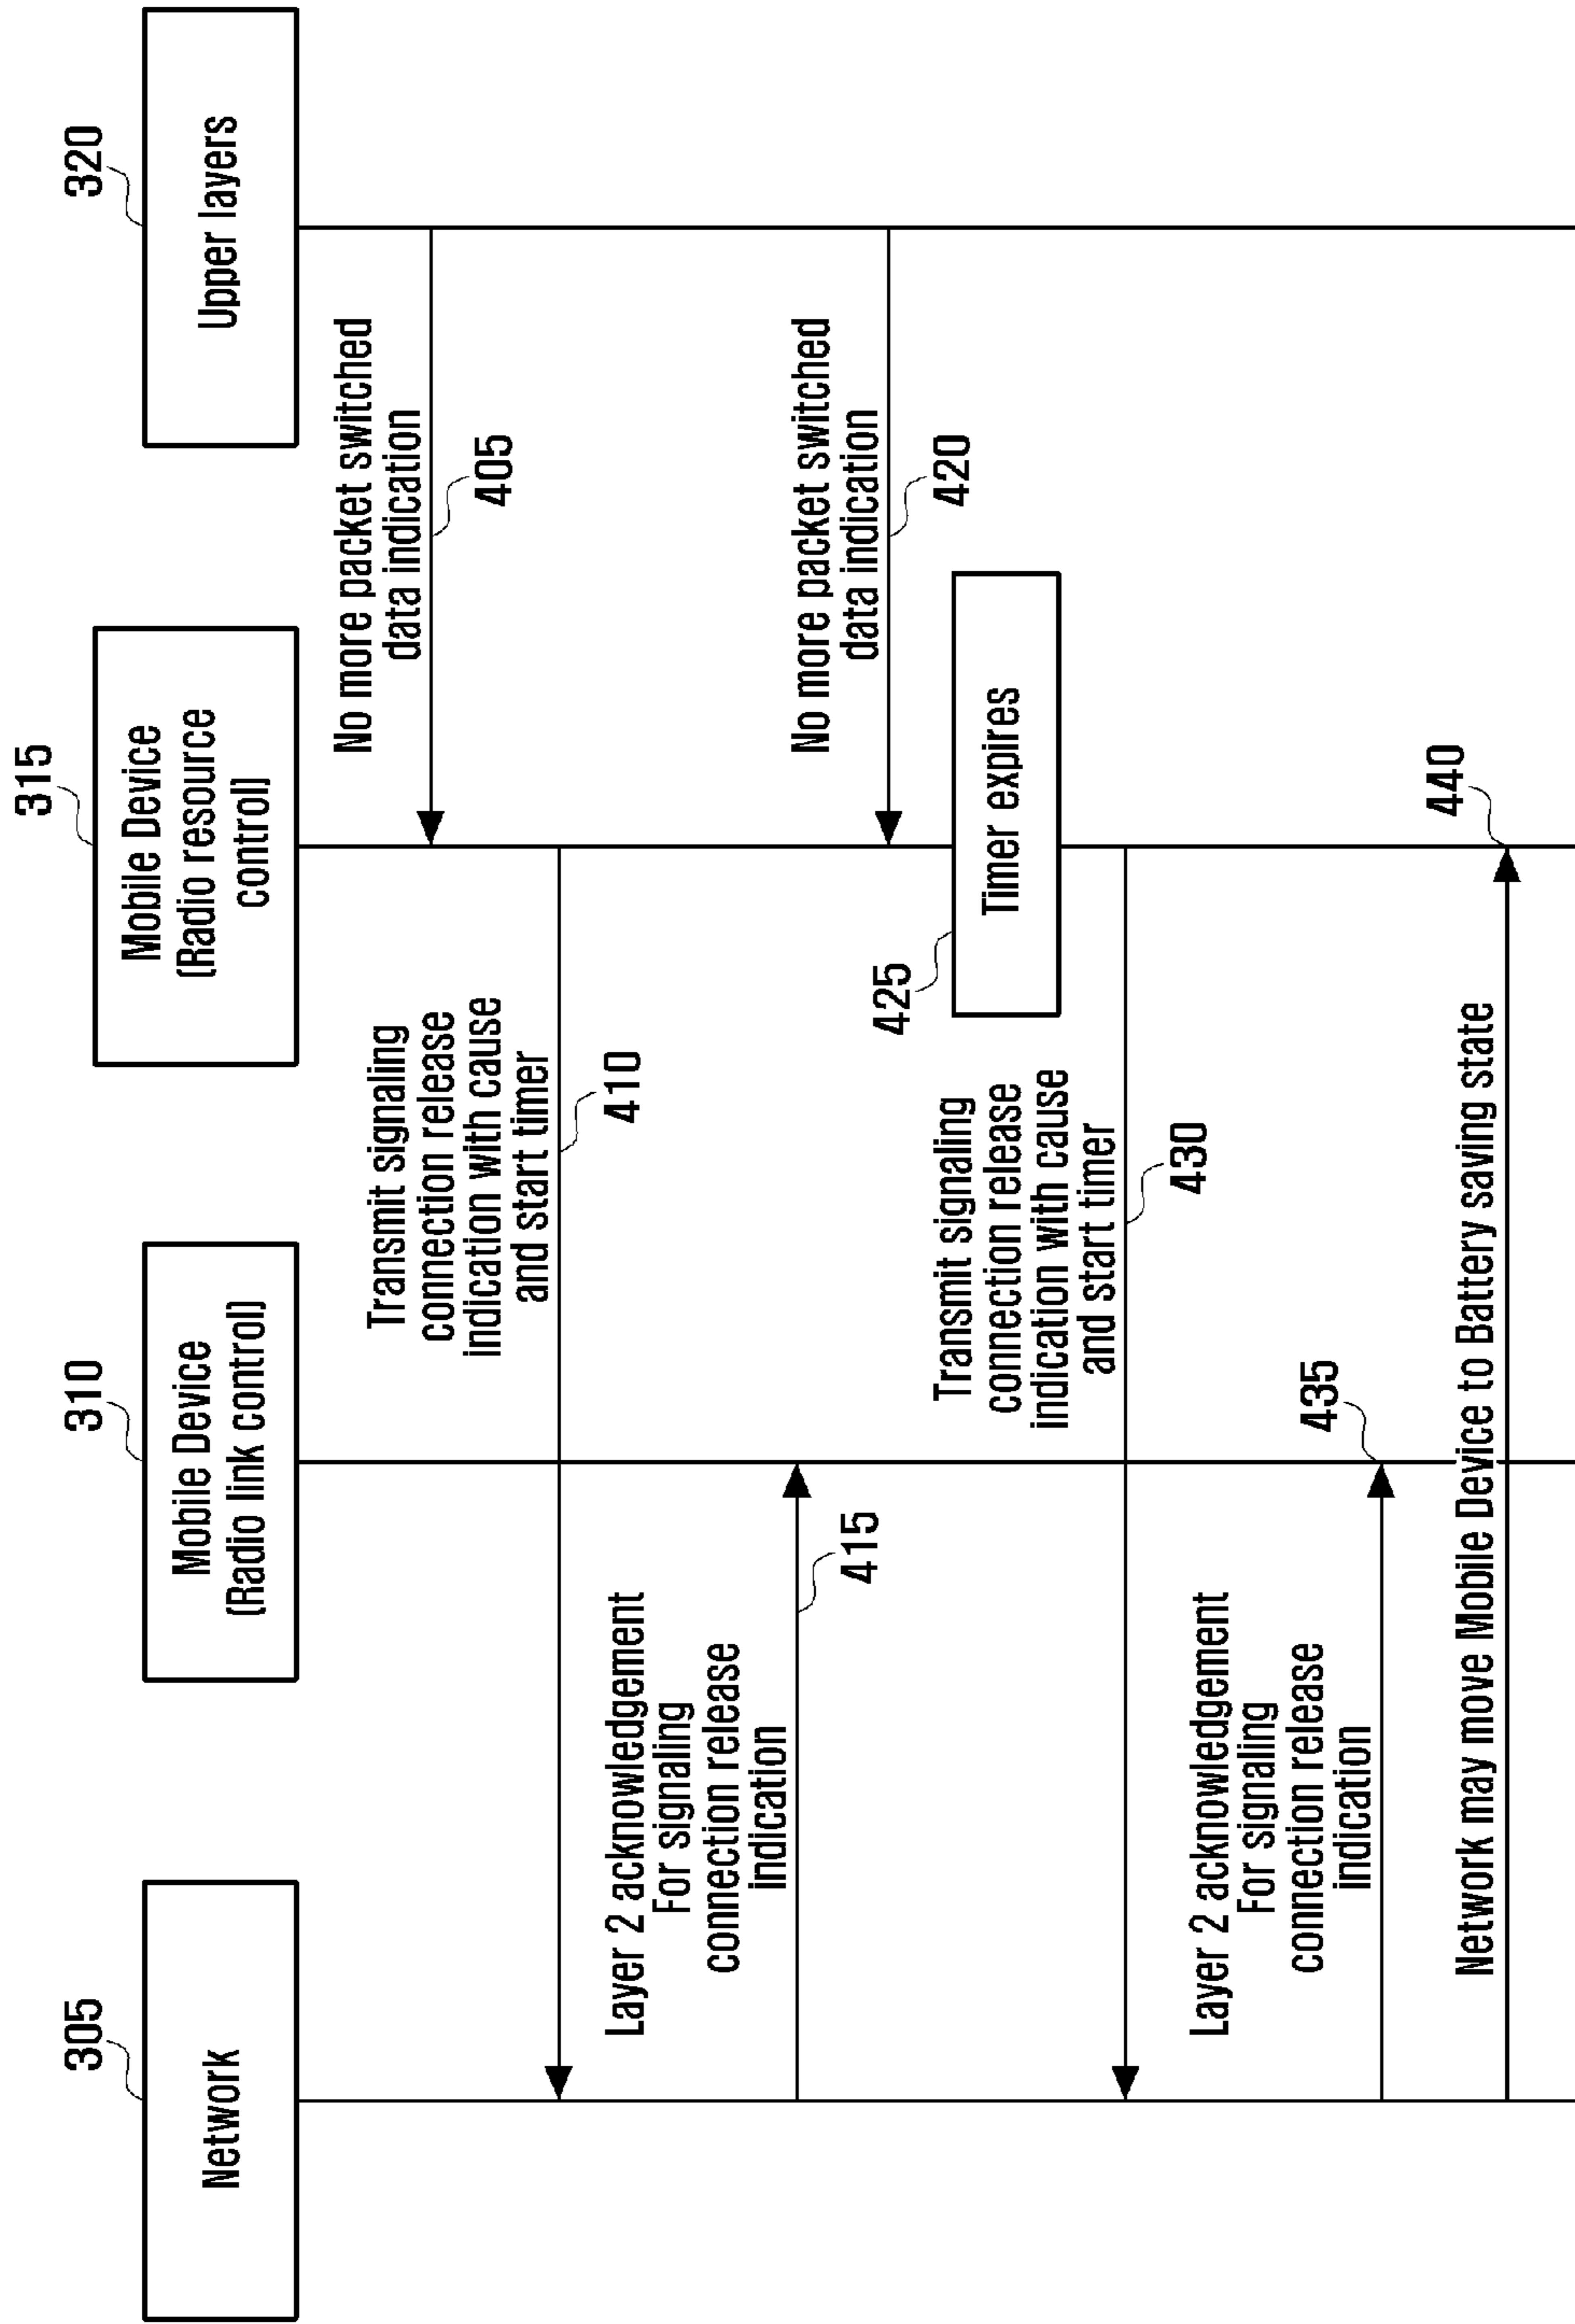 305
Network
310
Mobile Device
(Radio link control)
315
Mobile Device
(Radio resource
control)
320
Upper layers
No more packet switched
data indication
405
Transmit signaling
connection release
indication with cause
and start timer
410
Layer 2 acknowledgement
For signaling
connection release
indication
415
No more packet switched
data indication
420
425
Timer expires
Transmit signaling
connection release
indication with cause
and start timer
430
Layer 2 acknowledgement
For signaling
connection release
indication
435
Network may move Mobile Device to Battery saving state
440